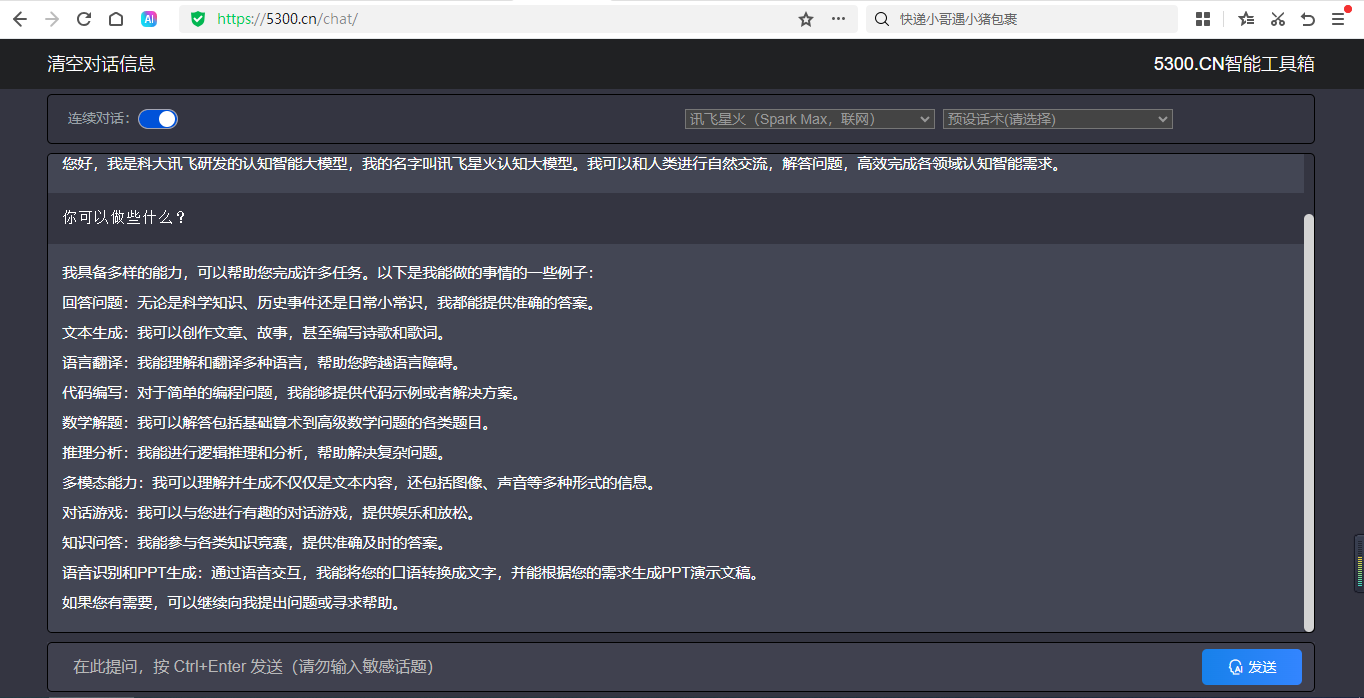 AI
https://5300.cn/chat/
快递小哥遇小猪包裹
清空对话信息
5300.CN智能工具箱
连续对话：
讯飞星火（Spark Max，联网）
预设话术(请选择)
您好，我是科大讯飞研发的认知智能大模型，我的名字叫讯飞星火认知大模型。我可以和人类进行自然交流，解答问题，高效完成各领域认知智能需求。
你可以做些什么？
我具备多样的能力，可以帮助您完成许多任务。以下是我能做的事情的一些例子：
回答问题：无论是科学知识、历史事件还是日常小常识，我都能提供准确的答案。
文本生成：我可以创作文章、故事，甚至编写诗歌和歌词。
语言翻译：我能理解和翻译多种语言，帮助您跨越语言障碍。
代码编写：对于简单的编程问题，我能够提供代码示例或者解决方案。
数学解题：我可以解答包括基础算术到高级数学问题的各类题目。
推理分析：我能进行逻辑推理和分析，帮助解决复杂问题。
多模态能力：我可以理解并生成不仅仅是文本内容，还包括图像、声音等多种形式的信息。
对话游戏：我可以与您进行有趣的对话游戏，提供娱乐和放松。
知识问答：我能参与各类知识竞赛，提供准确及时的答案。
语音识别和PPT生成：通过语音交互，我能将您的口语转换成文字，并能根据您的需求生成PPT演示文稿。
如果您有需要，可以继续向我提出问题或寻求帮助。
在此提问，按 Ctrl+Enter 发送（请勿输入敏感话题）
发送